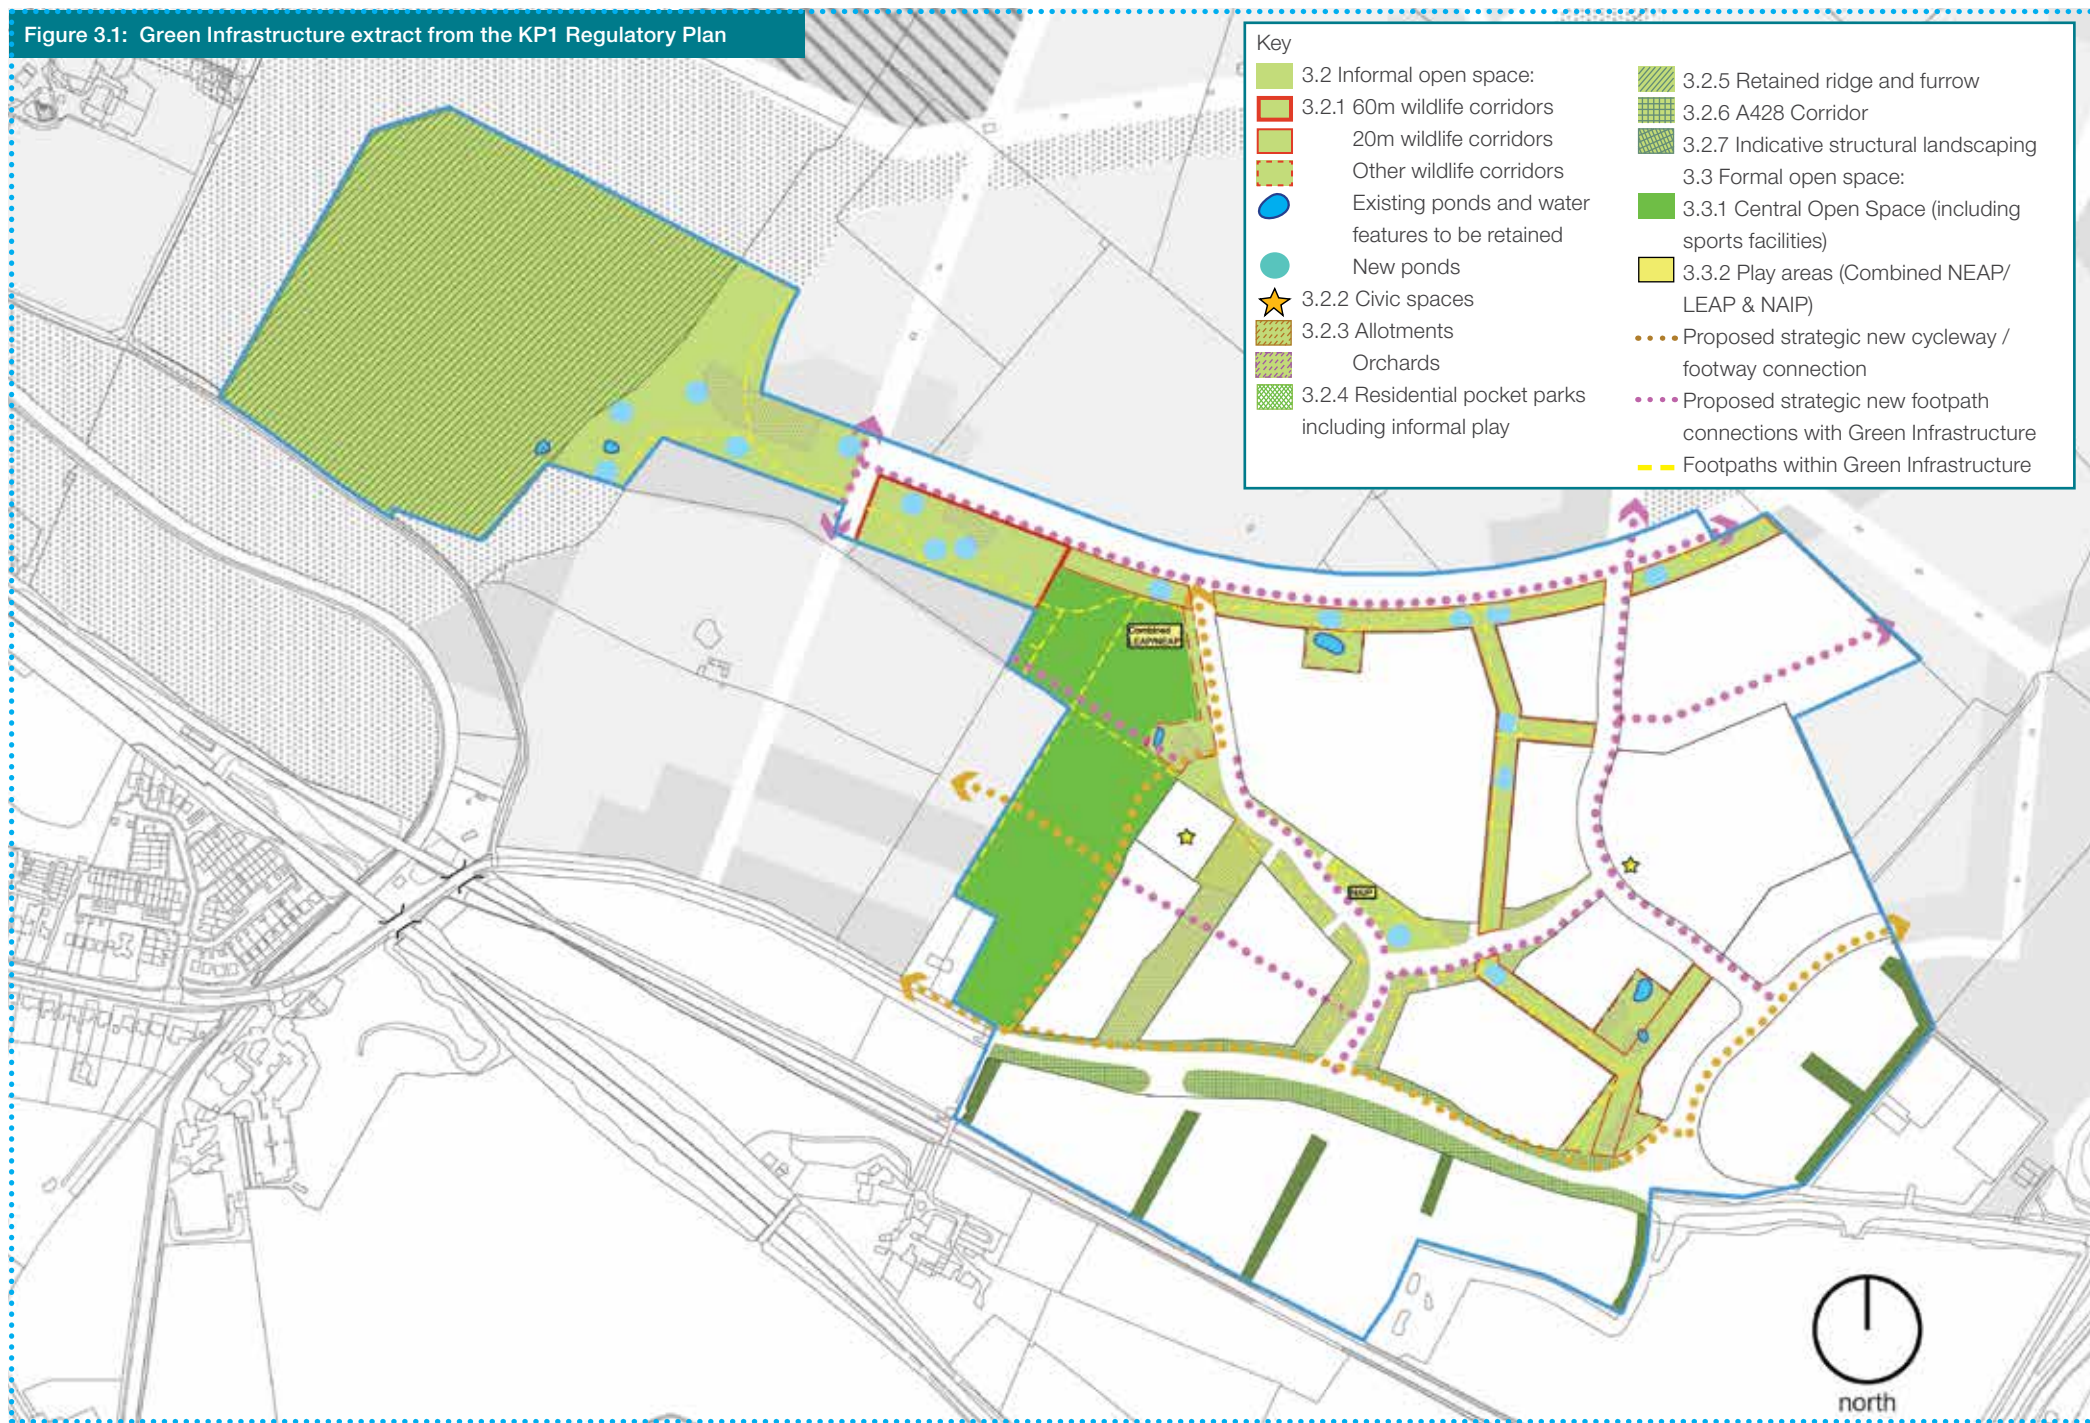 Figure 3.1: Green Infrastructure extract from the KP1 Regulatory Plan
Key
3.2 Informal open space:
3.2.1 60m wildlife corridors
20m wildlife corridors
Other wildlife corridors
Existing ponds and water
features to be retained
New ponds
3.2.2 Civic spaces
3.2.3 Allotments
Orchards
3.2.4 Residential pocket parks
including informal play
3.2.5 Retained ridge and furrow
3.2.6 A428 Corridor
3.2.7 Indicative structural landscaping
3.3 Formal open space:
3.3.1 Central Open Space (including
sports facilities)
3.3.2 Play areas (Combined NEAP/
LEAP & NAIP)
Proposed strategic new cycleway /
footway connection
Proposed strategic new footpath
connections with Green Infrastructure
Footpaths within Green Infrastructure
Combined
LEAP/NEAP
NAIP
north